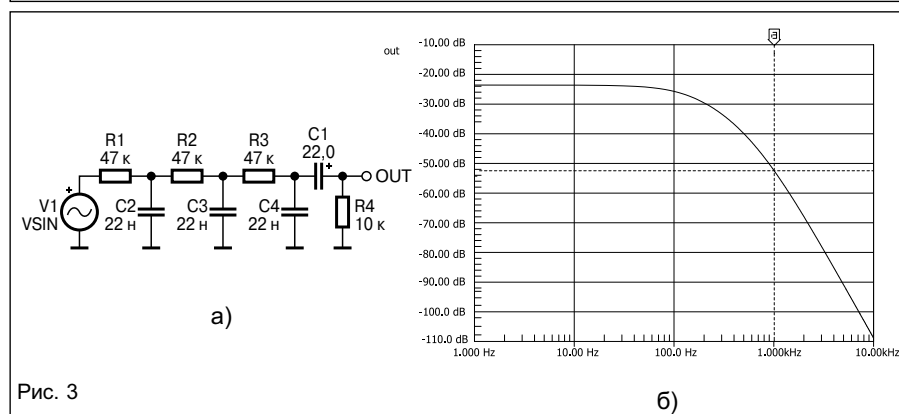 R1
47 к
R2
47 к
R3
47 к
C1
22,0
+
OUT
+
V1
VSIN
C2
22 н
C3
22 н
C4
22 н
R4
10 к
а)
out
a
-10.00 dB
-20.00 dB
-30.00 dB
-40.00 dB
-50.00 dB
-60.00 dB
-70.00 dB
-80.00 dB
-90.00 dB
-100.0 dB
-110.0 dB
1.000 Hz
10.00 Hz
100.0 Hz
1.000kHz
10.00kHz
б)
Рис. 3